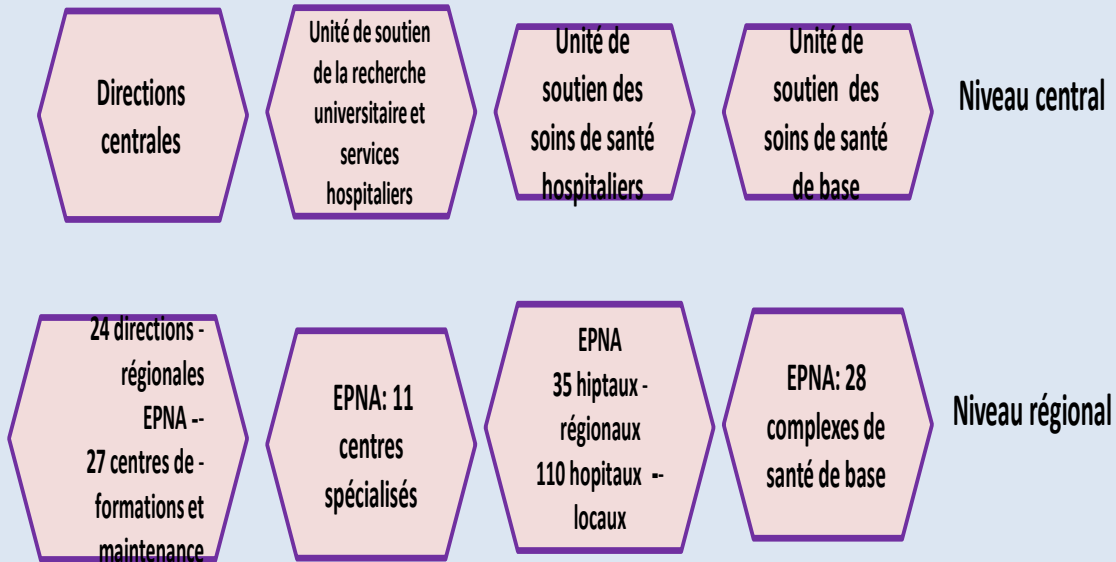 Directions
centrales
Unité de soutien
de la recherche
universitaire et
services
hospitaliers
Unité de
soutien des
soins de santé
hospitaliers
Unité de
soutien des
soins de santé
de base
Niveau central
24 directions -
régionales
EPNA --
27 centres de -
formations et
maintenance
EPNA: 11
centres
spécialisés
EPNA
35 hiptaux -
régionaux
110 hopitaux --
locaux
EPNA: 28
complexes de
santé de base
Niveau régional